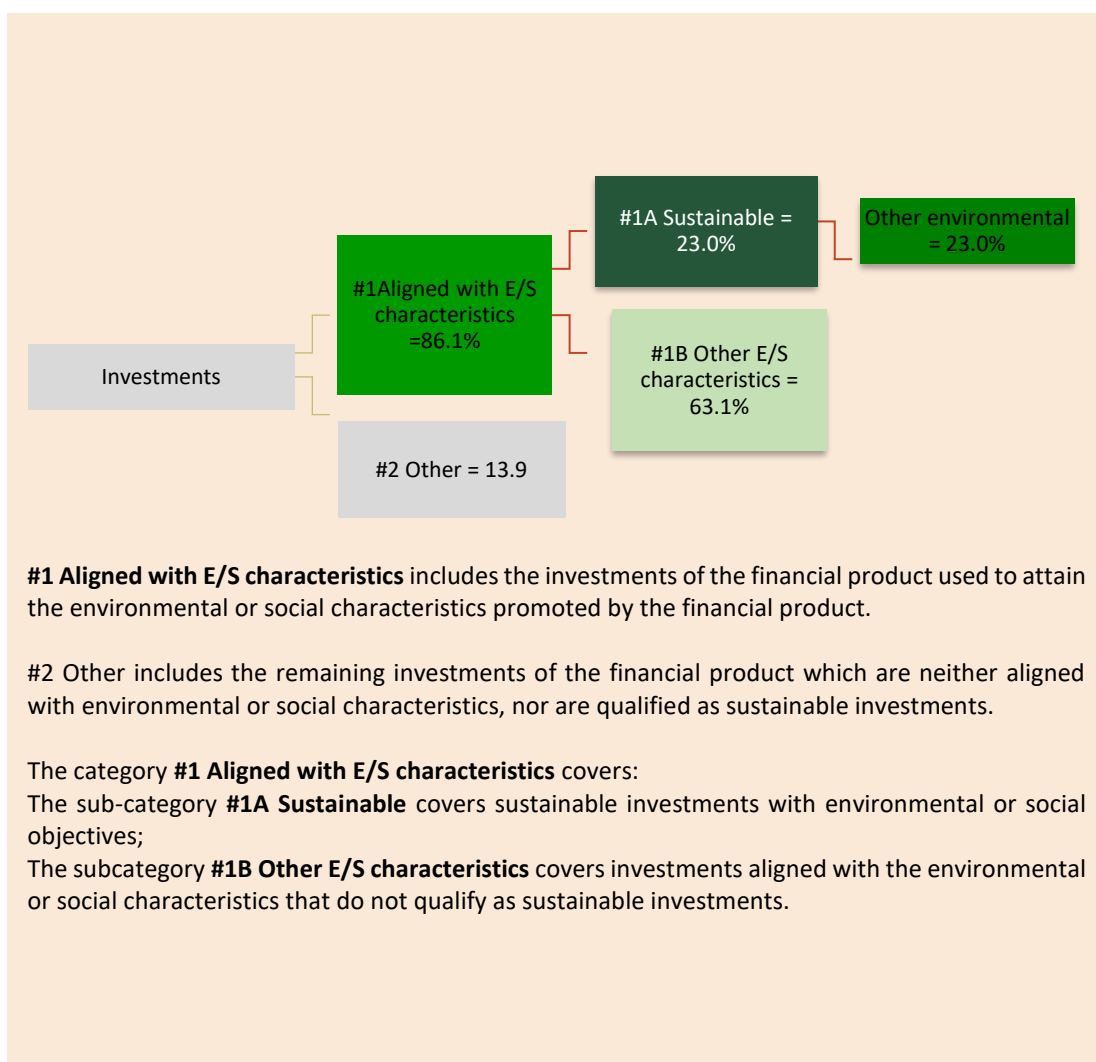 #1A Sustainable =
23.0%
Other environmental
= 23.0%
#1Aligned with E/S
characteristics
=86.1%
#1B Other E/S
characteristics =
63.1%
Investments
#2 Other = 13.9
#1 Aligned with E/S characteristics includes the investments of the financial product used to attain
the environmental or social characteristics promoted by the financial product.
#2 Other includes the remaining investments of the financial product which are neither aligned
with environmental or social characteristics, nor are qualified as sustainable investments.
The category #1 Aligned with E/S characteristics covers:
The sub-category #1A Sustainable covers sustainable investments with environmental or social
objectives;
The subcategory #1B Other E/S characteristics covers investments aligned with the environmental
or social characteristics that do not qualify as sustainable investments.